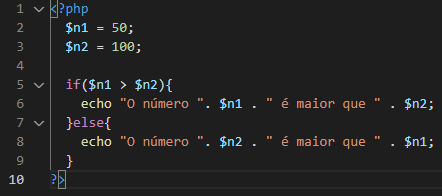 1 <?php
2 $n1 = 50;
3 $n2 = 100;
4
5 if($n1 > $n2){
6 echo "O número ". $n1 . " é maior que " . $n2;
7 }else{
8 echo "O número ". $n2 . " é maior que " . $n1;
9 }
10 ?>